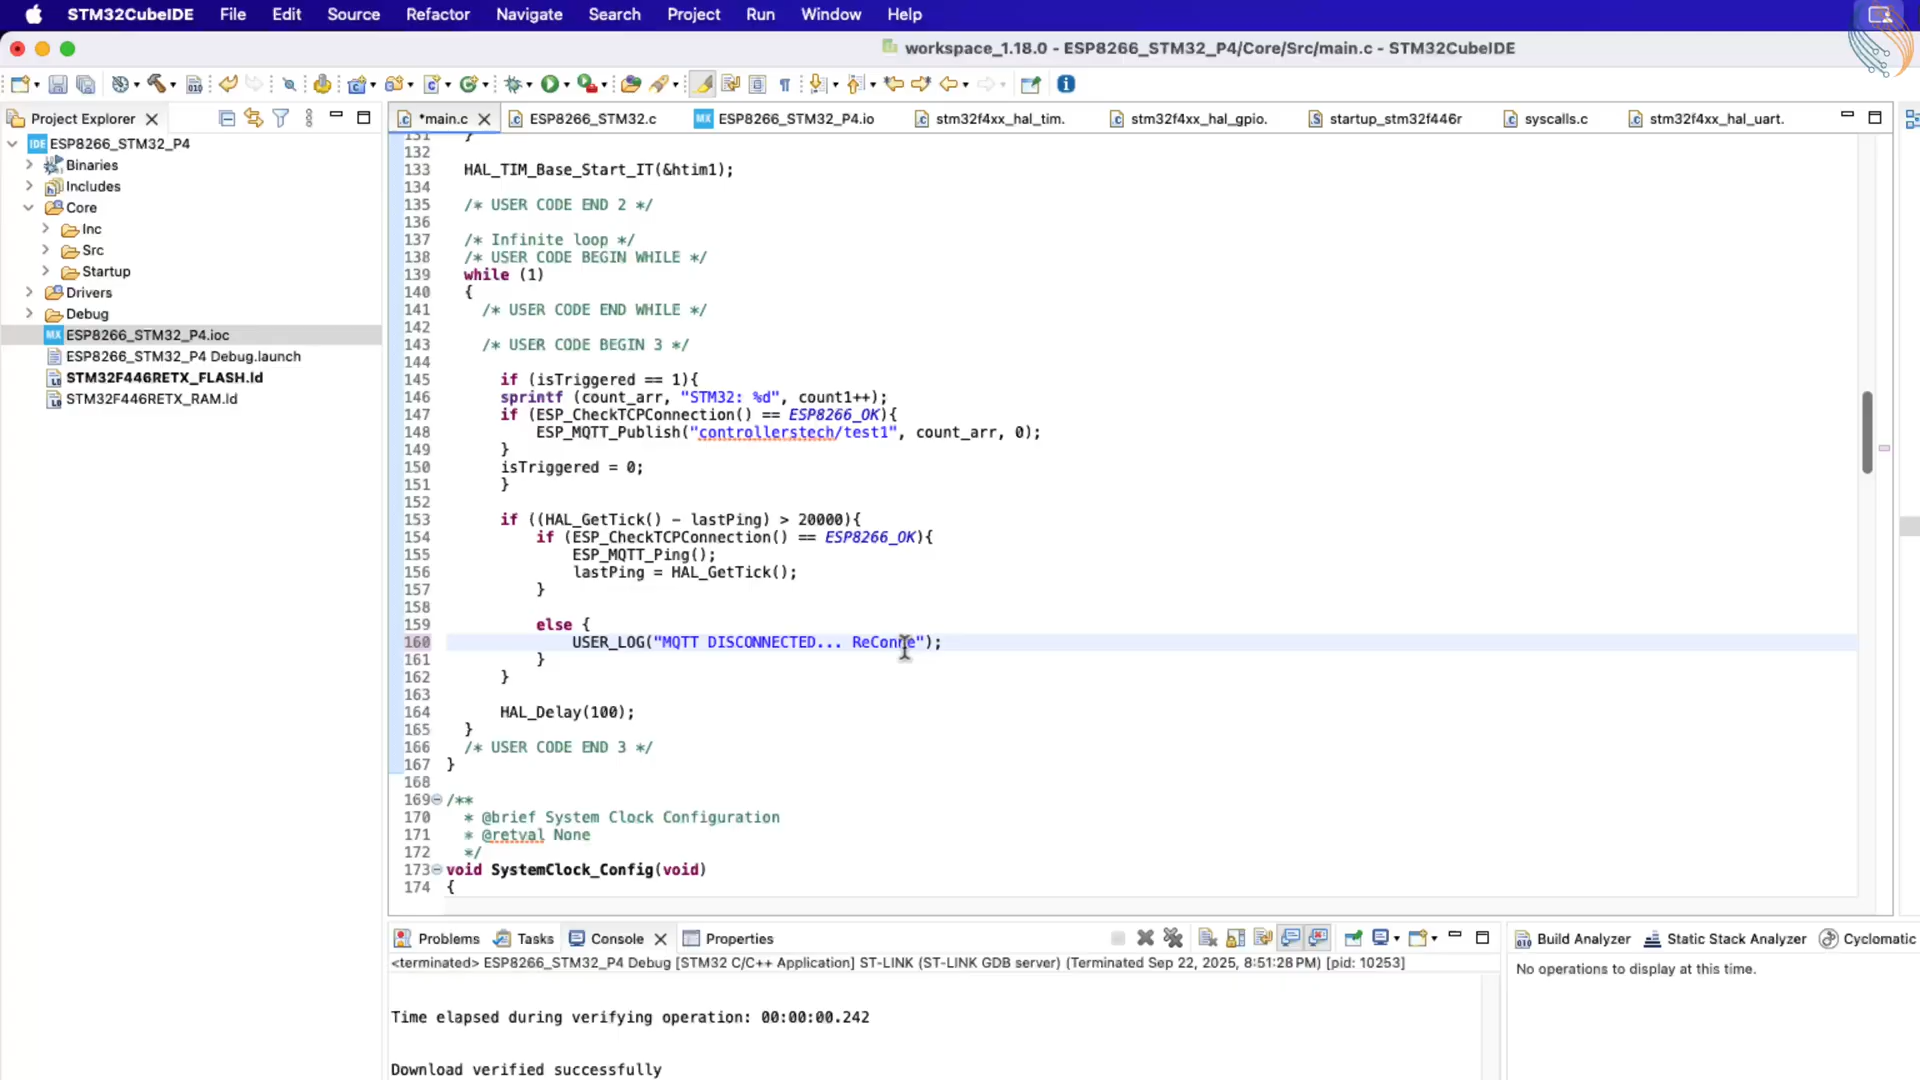 STM32CubeIDE File Edit Source Refactor Navigate Search Project Run Window Help
workspace_1.18.0 - ESP8266_STM32_P4/Core/Src/main.c - STM32CubeIDE
Project Explorer
IDE ESP8266_STM32_P4
Binaries
Includes
Core
Inc
Src
Startup
Drivers
Debug
MX ESP8266_STM32_P4.ioc
ESP8266_STM32_P4 Debug.launch
STM32F446RETX_FLASH.ld
STM32F446RETX_RAM.ld
*main.c ESP8266_STM32.c MX ESP8266_STM32_P4.io stm32f4xx_hal_tim. stm32f4xx_hal_gpio. startup_stm32f446r syscalls.c stm32f4xx_hal_uart.
131 }
132
133 HAL_TIM_Base_Start_IT(&htim1);
134
135 /* USER CODE END 2 */
136
137 /* Infinite loop */
138 /* USER CODE BEGIN WHILE */
139 while (1)
140 {
141 /* USER CODE END WHILE */
142
143 /* USER CODE BEGIN 3 */
144
145 if (isTriggered == 1){
146 sprintf (count_arr, "STM32: %d", count1++);
147 if (ESP_CheckTCPConnection() == ESP8266_OK){
148 ESP_MQTT_Publish("controllerstech/test1", count_arr, 0);
149 }
150 isTriggered = 0;
151 }
152
153 if ((HAL_GetTick() - lastPing) > 20000){
154 if (ESP_CheckTCPConnection() == ESP8266_OK){
155 ESP_MQTT_Ping();
156 lastPing = HAL_GetTick();
157 }
158
159 else {
160 USER_LOG("MQTT DISCONNECTED... ReConne");
161 }
162 }
163
164 HAL_Delay(100);
165 }
166 /* USER CODE END 3 */
167 }
168
169 /**
170 * @brief System Clock Configuration
171 * @retval None
172 */
173 void SystemClock_Config(void)
174 {
Problems Tasks Console Properties
<terminated> ESP8266_STM32_P4 Debug [STM32 C/C++ Application] ST-LINK (ST-LINK GDB server) (Terminated Sep 22, 2025, 8:51:28 PM) [pid: 10253]
Time elapsed during verifying operation: 00:00:00.242
Download verified successfully
Build Analyzer Static Stack Analyzer Cyclomatic
No operations to display at this time.